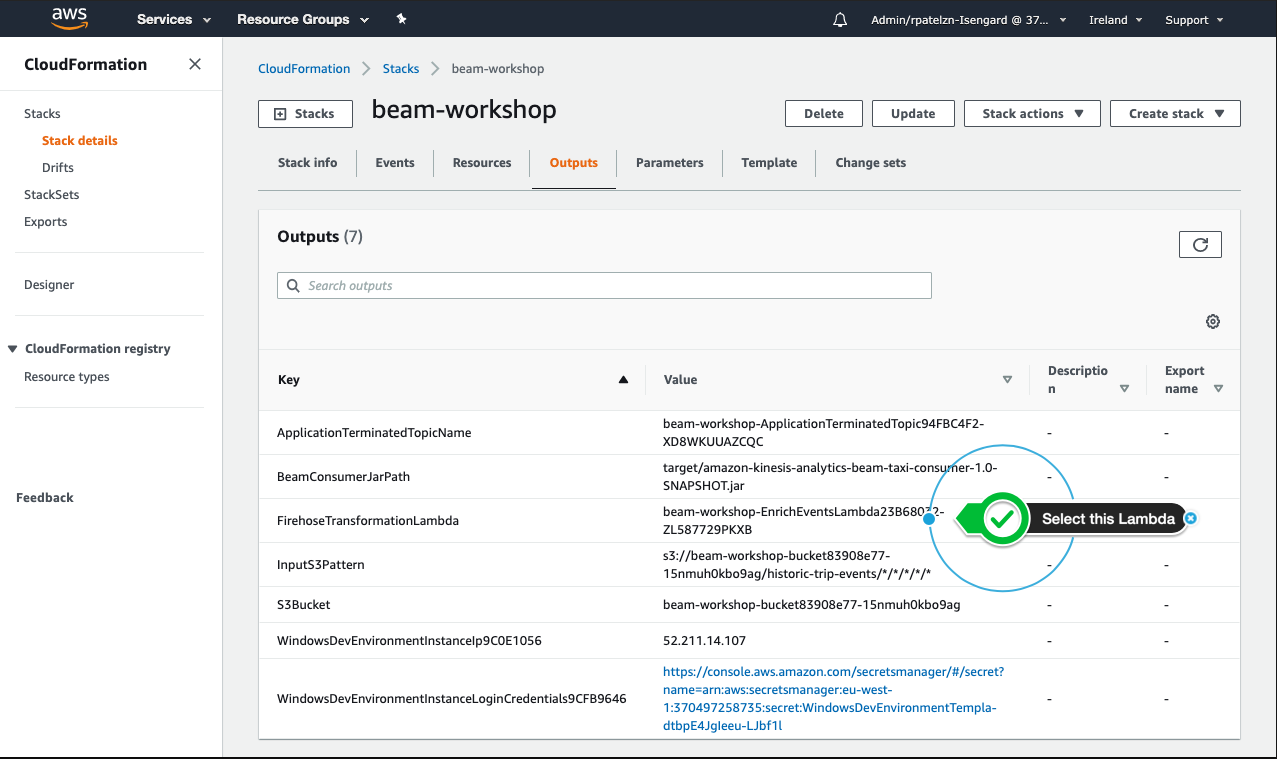 aws
Services
Resource Groups
Admin/rpatelzn-Isengard @ 37...
Ireland
Support
CloudFormation
Stacks
Stack details
Drifts
StackSets
Exports
Designer
CloudFormation registry
Resource types
Feedback
CloudFormation
Stacks
beam-workshop
Stacks
beam-workshop
Delete
Update
Stack actions
Create stack
Stack info
Events
Resources
Outputs
Parameters
Template
Change sets
Outputs (7)
Search outputs
Key
Value
Descriptio
n
Export
name
ApplicationTerminatedTopicName
beam-workshop-ApplicationTerminatedTopic94FBC4F2-
XD8WKUUAZCQC
-
-
BeamConsumerJarPath
target/amazon-kinesis-analytics-beam-taxi-consumer-1.0-
SNAPSHOT.jar
-
-
FirehoseTransformationLambda
beam-workshop-EnrichEventsLambda23B68032-
ZL587729PKXB
Select this Lambda
InputS3Pattern
s3://beam-workshop-bucket83908e77-
15nmuh0kbo9ag/historic-trip-events/*/*/*/*/*
-
-
S3Bucket
beam-workshop-bucket83908e77-15nmuh0kbo9ag
-
-
WindowsDevEnvironmentInstanceIp9C0E1056
52.211.14.107
-
-
WindowsDevEnvironmentInstanceLoginCredentials9CFB9646
https://console.aws.amazon.com/secretsmanager/#/secret?
name=arn:aws:secretsmanager:eu-west-
1:370497258735:secret:WindowsDevEnvironmentTempla-
dtbpE4JgIeeu-LJbf1l
-
-